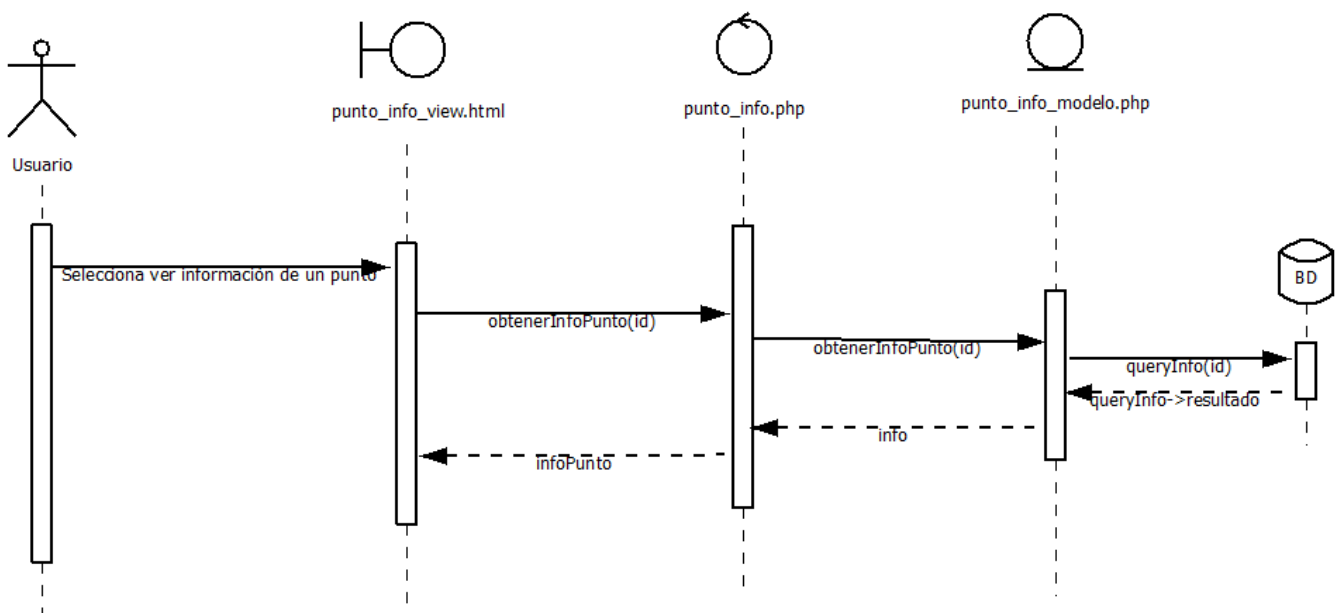 punto_info_view.html
punto_info.php
punto_info_modelo.php
Usuario
BD
Selecciona ver información de un punto
obtenerInfoPunto(id)
obtenerInfoPunto(id)
queryInfo(id)
queryInfo->resultado
info
infoPunto